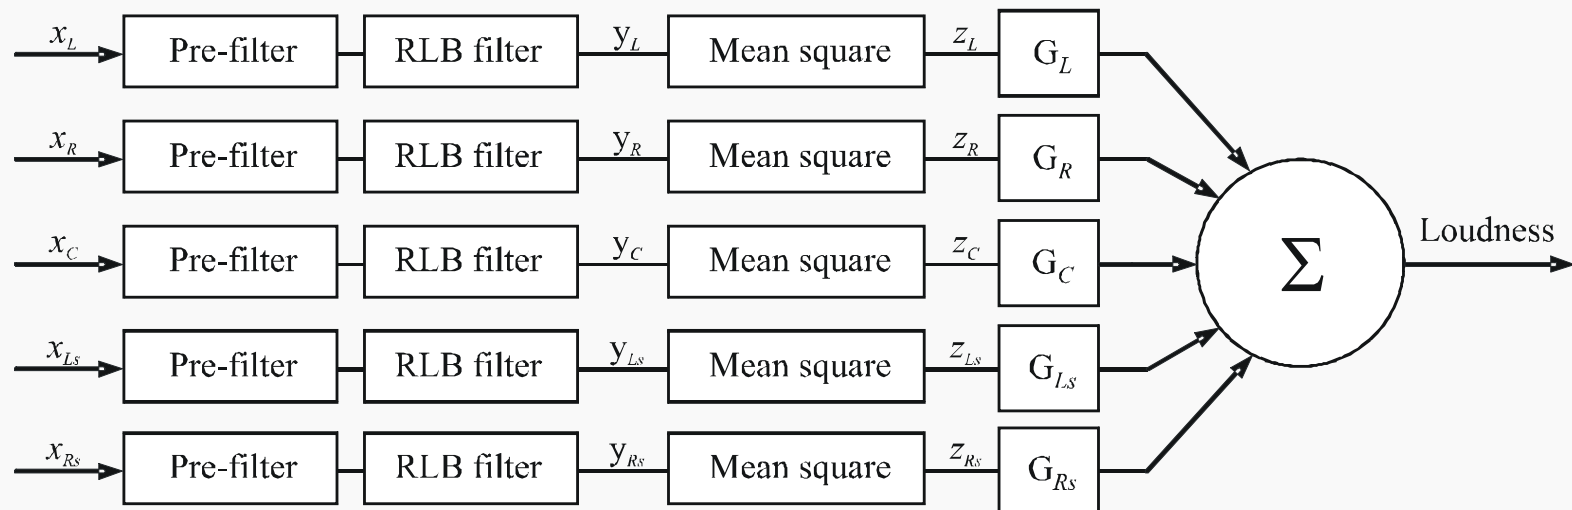 x_L Pre-filter RLB filter y_L Mean square z_L G_L
x_R Pre-filter RLB filter y_R Mean square z_R G_R
x_C Pre-filter RLB filter y_C Mean square z_C G_C
Σ
Loudness
x_Ls Pre-filter RLB filter y_Ls Mean square z_Ls G_Ls
x_Rs Pre-filter RLB filter y_Rs Mean square z_Rs G_Rs